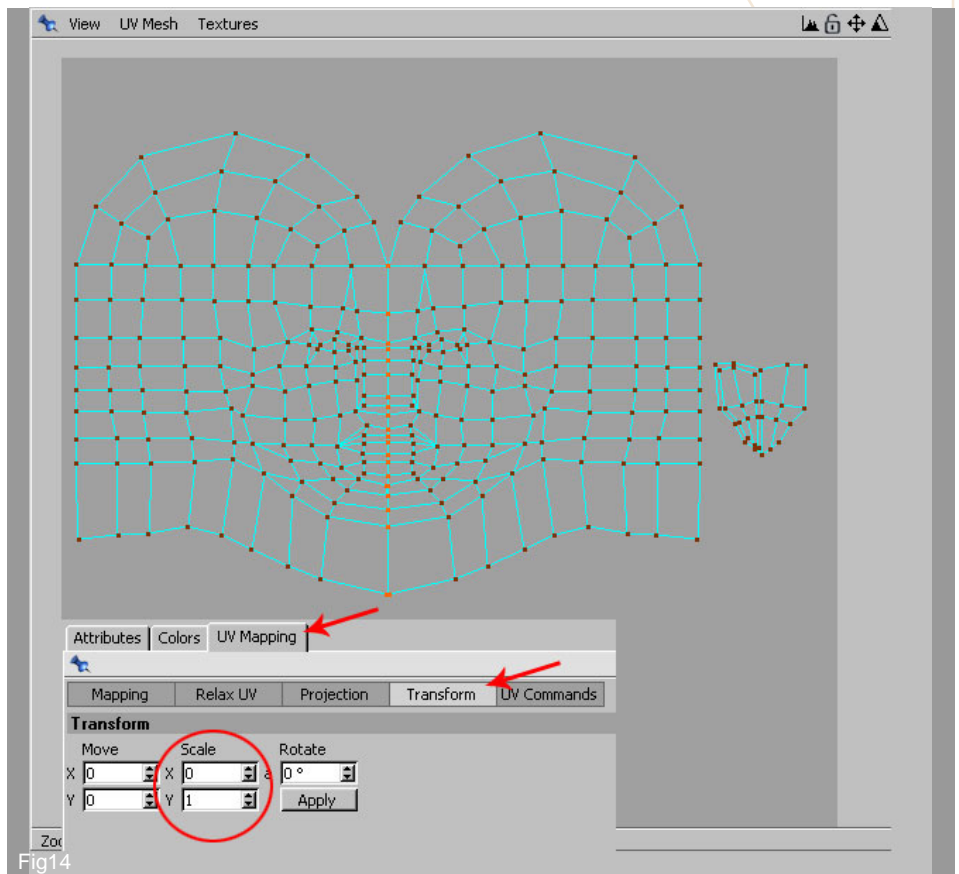 View UV Mesh Textures
Attributes Colors UV Mapping
Mapping Relax UV Projection Transform UV Commands
Transform
Move Scale Rotate
X 0 X 0 a 0 °
Y 0 Y 1 Apply
Fig14